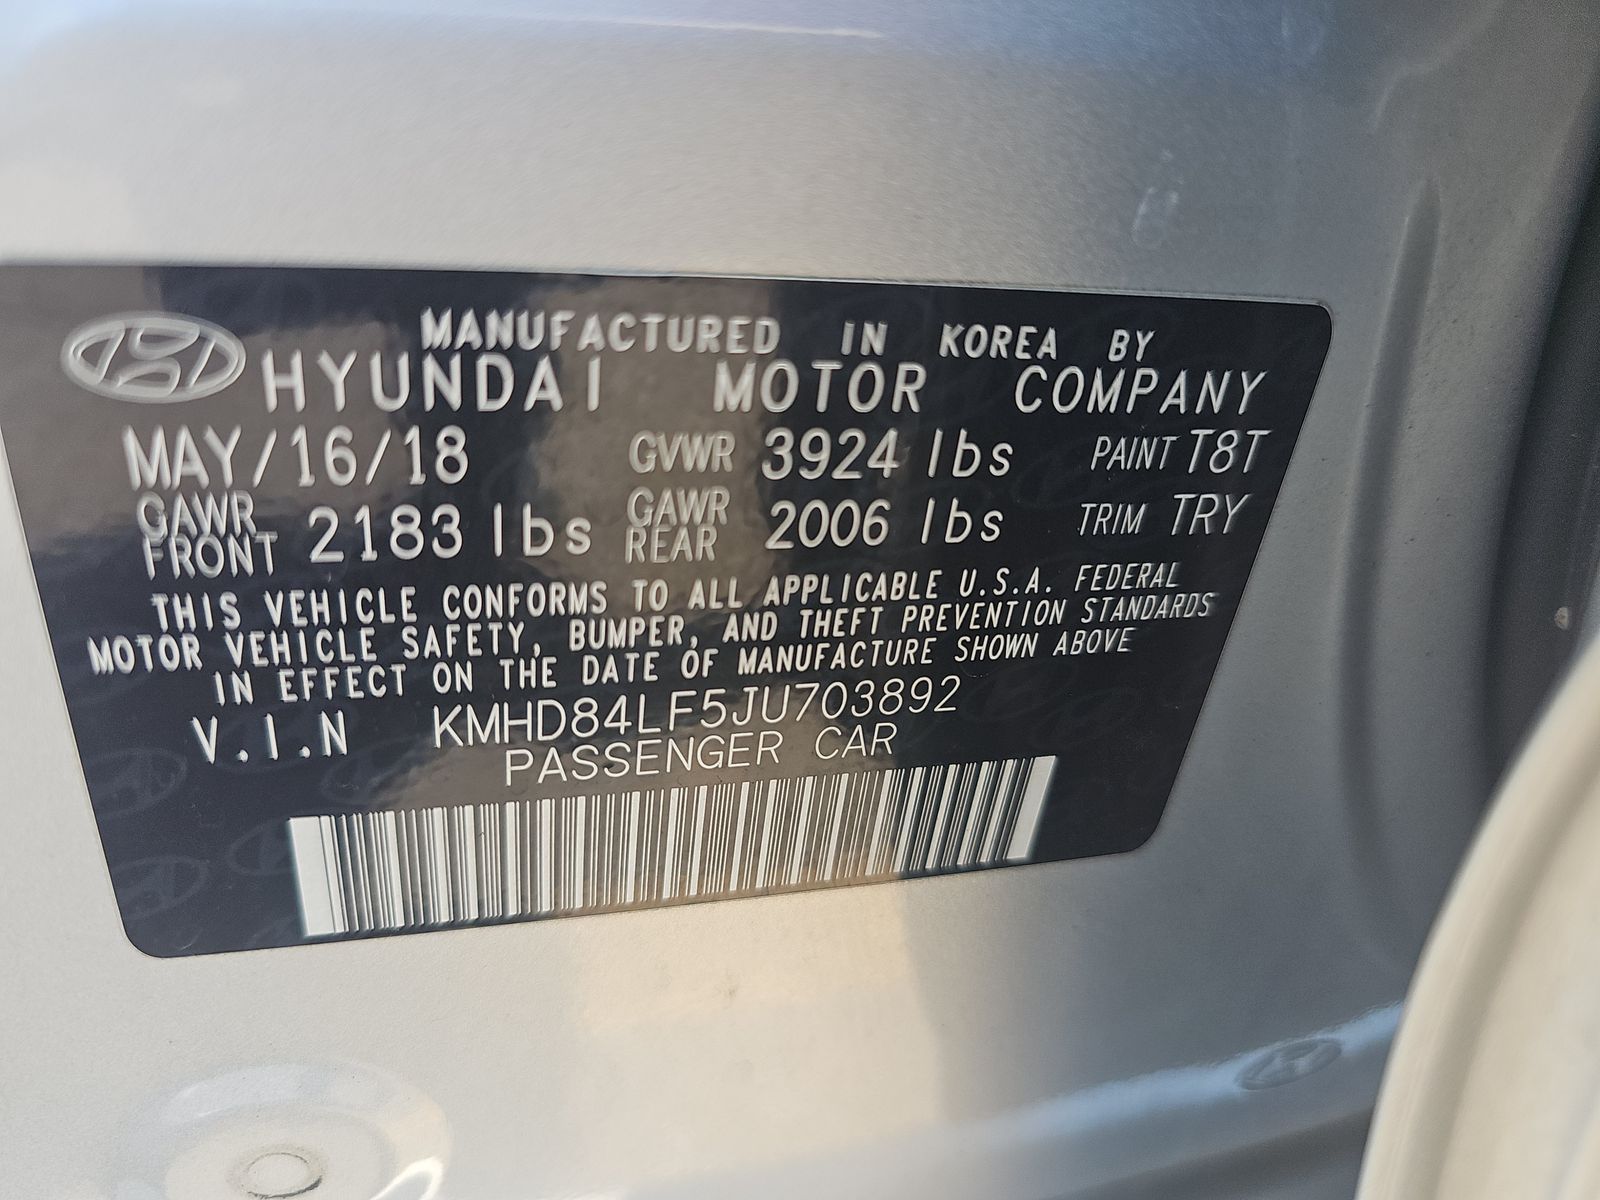 MANUFACTURED IN KOREA BY
HYUNDAI MOTOR COMPANY
MAY/16/18 GVWR 3924 lbs PAINT T8T
GAWR FRONT 2183 lbs GAWR REAR 2006 lbs TRIM TRY
THIS VEHICLE CONFORMS TO ALL APPLICABLE U.S.A. FEDERAL
MOTOR VEHICLE SAFETY, BUMPER, AND THEFT PREVENTION STANDARDS
IN EFFECT ON THE DATE OF MANUFACTURE SHOWN ABOVE
V.I.N KMHD84LF5JU703892
PASSENGER CAR